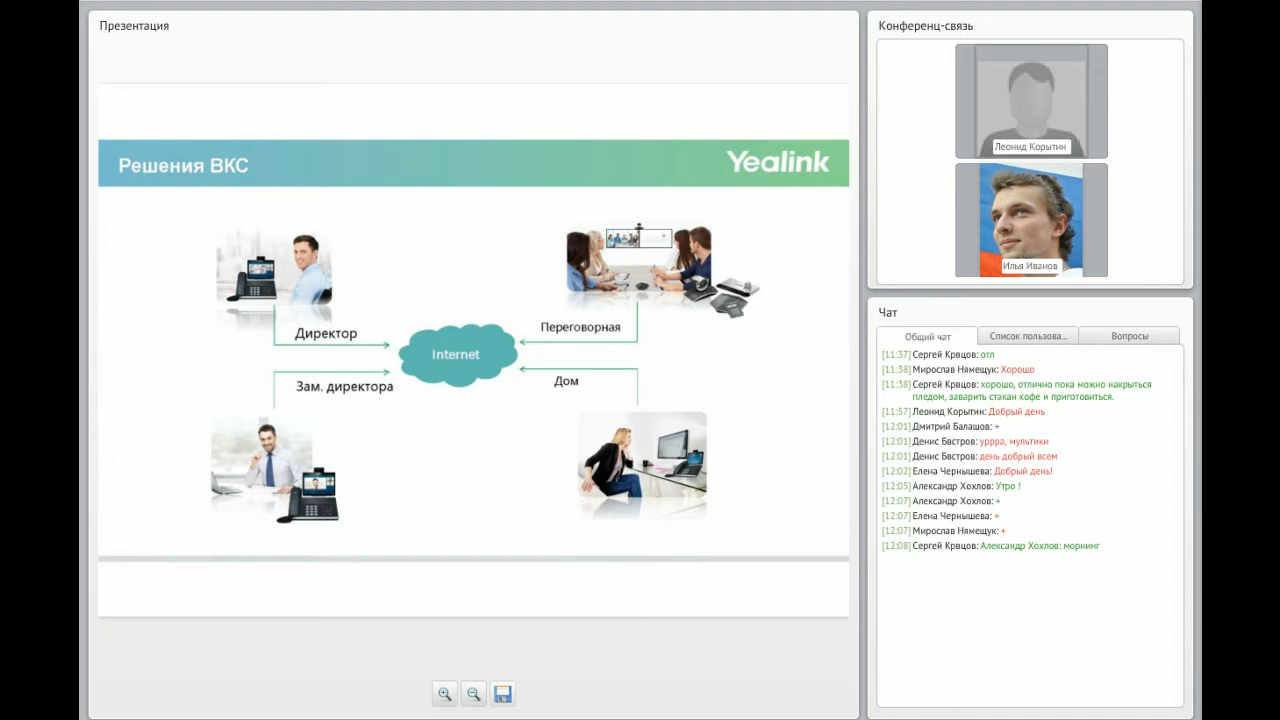 Презентация
Решения ВКС
Yealink
Директор
Переговорная
Internet
Зам. директора
Дом
Конференц-связь
Леонид Корытин
Илья Иванов
Чат
Общий чат
Список пользова...
Вопросы
[11:37] Сергей Крвцов: отл
[11:38] Мирослав Нямещук: Хорошо
[11:38] Сергей Крвцов: хорошо, отлично пока можно накрыться
пледом, заварить стакан кофе и приготовиться.
[11:57] Леонид Корытин: Добрый день
[12:01] Дмитрий Балашов: +
[12:01] Денис Бвстров: уррра, мультики
[12:01] Денис Бвстров: день добрый всем
[12:02] Елена Чернышева: Добрый день!
[12:05] Александр Хохлов: Утро !
[12:07] Александр Хохлов: +
[12:07] Елена Чернышева: +
[12:07] Мирослав Нямещук: +
[12:08] Сергей Крвцов: Александр Хохлов: морнинг